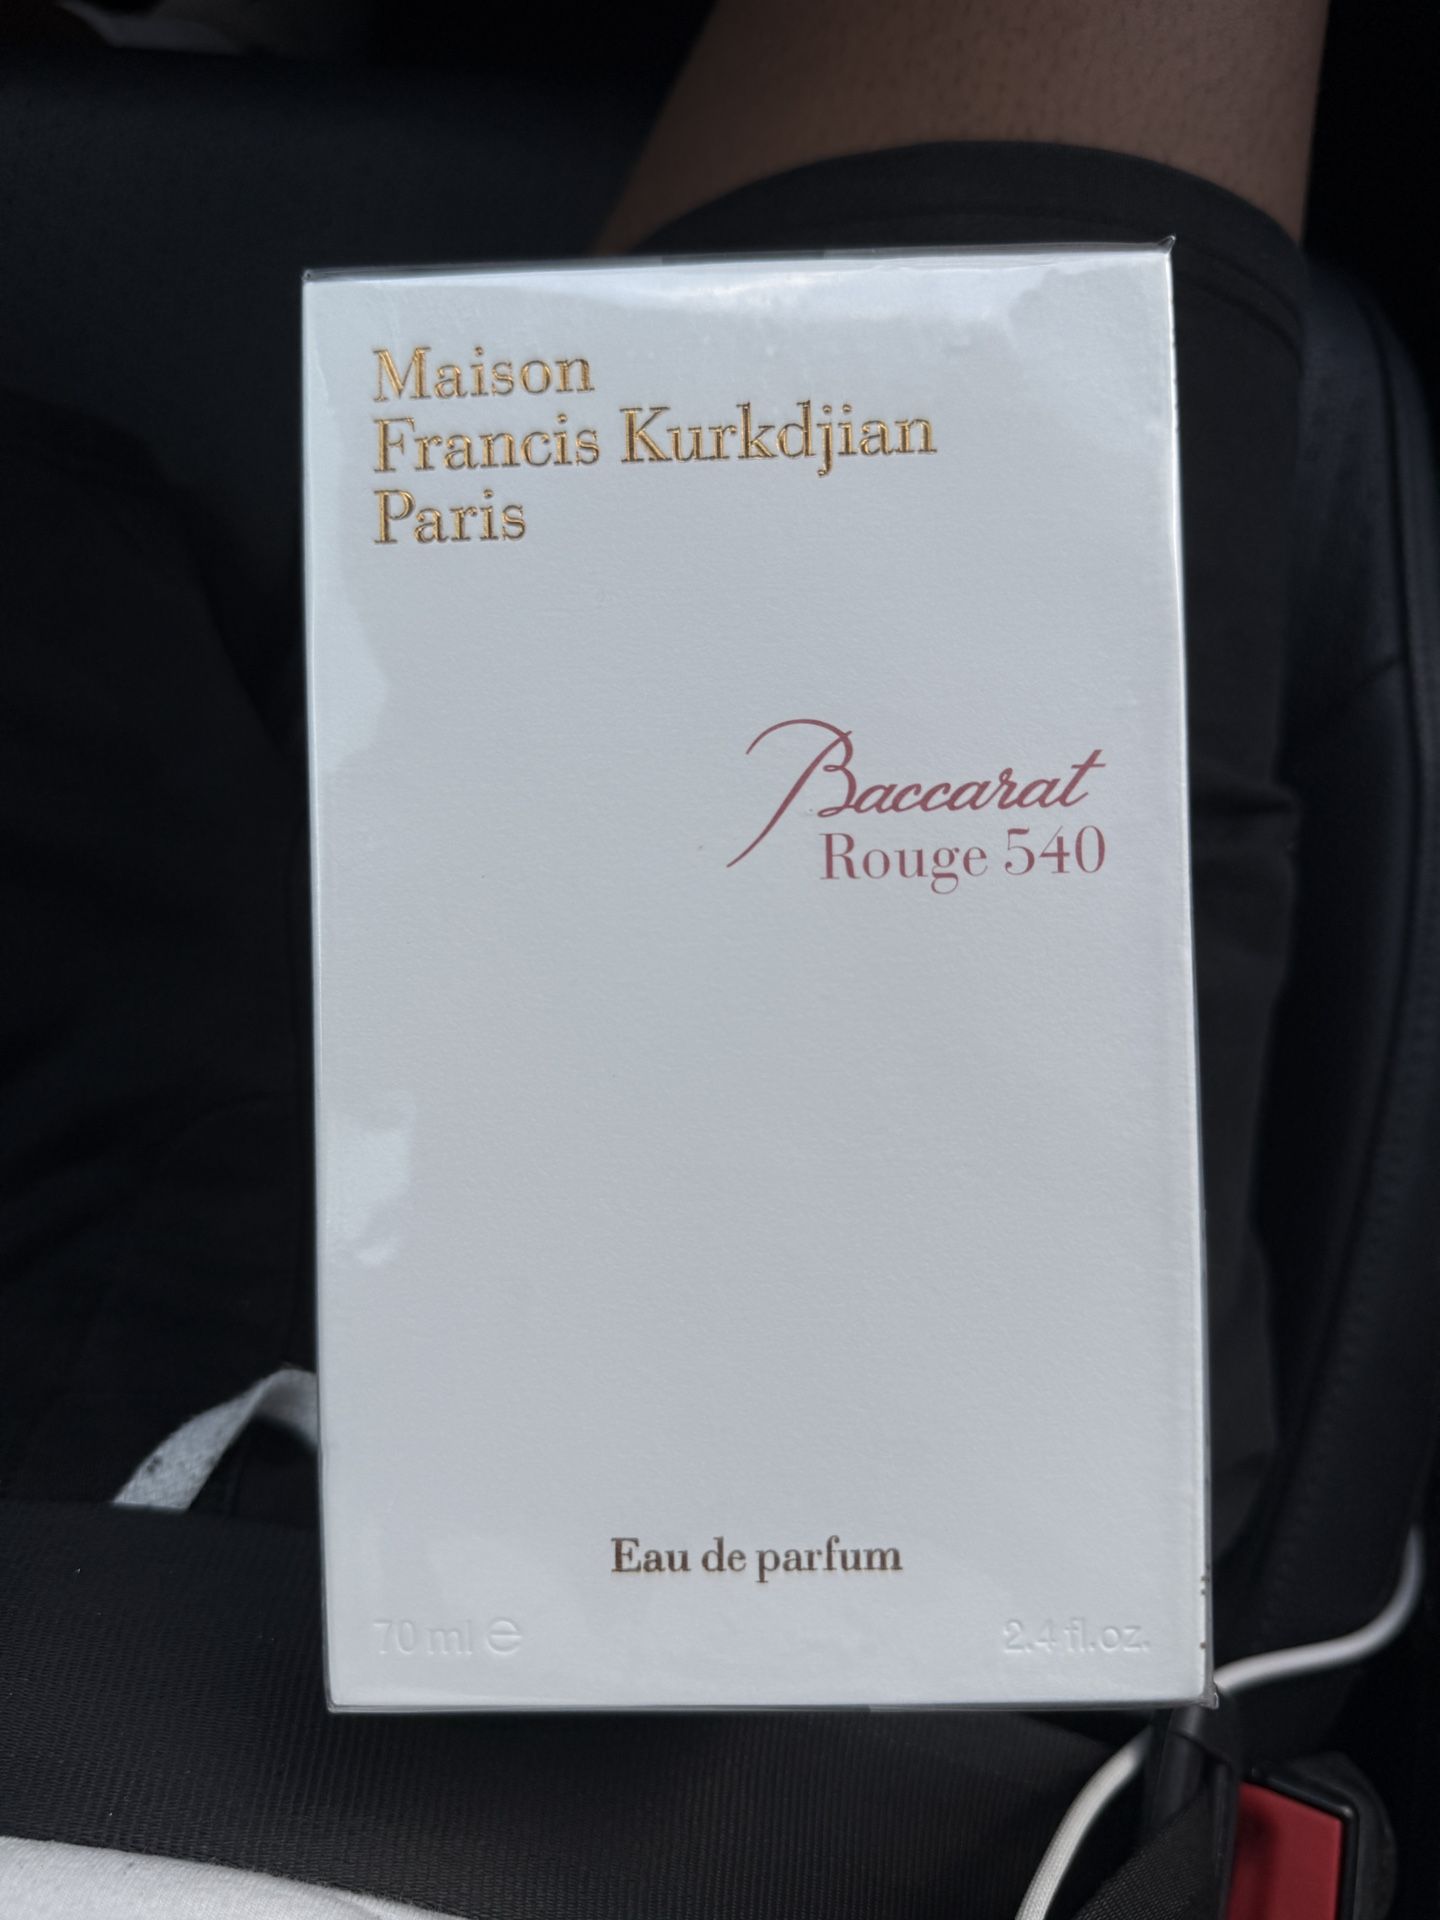 Maison
Francis Kurkdjian
Paris
Baccarat
Rouge 540
Eau de parfum
70 ml ℮ 2.4 fl.oz.